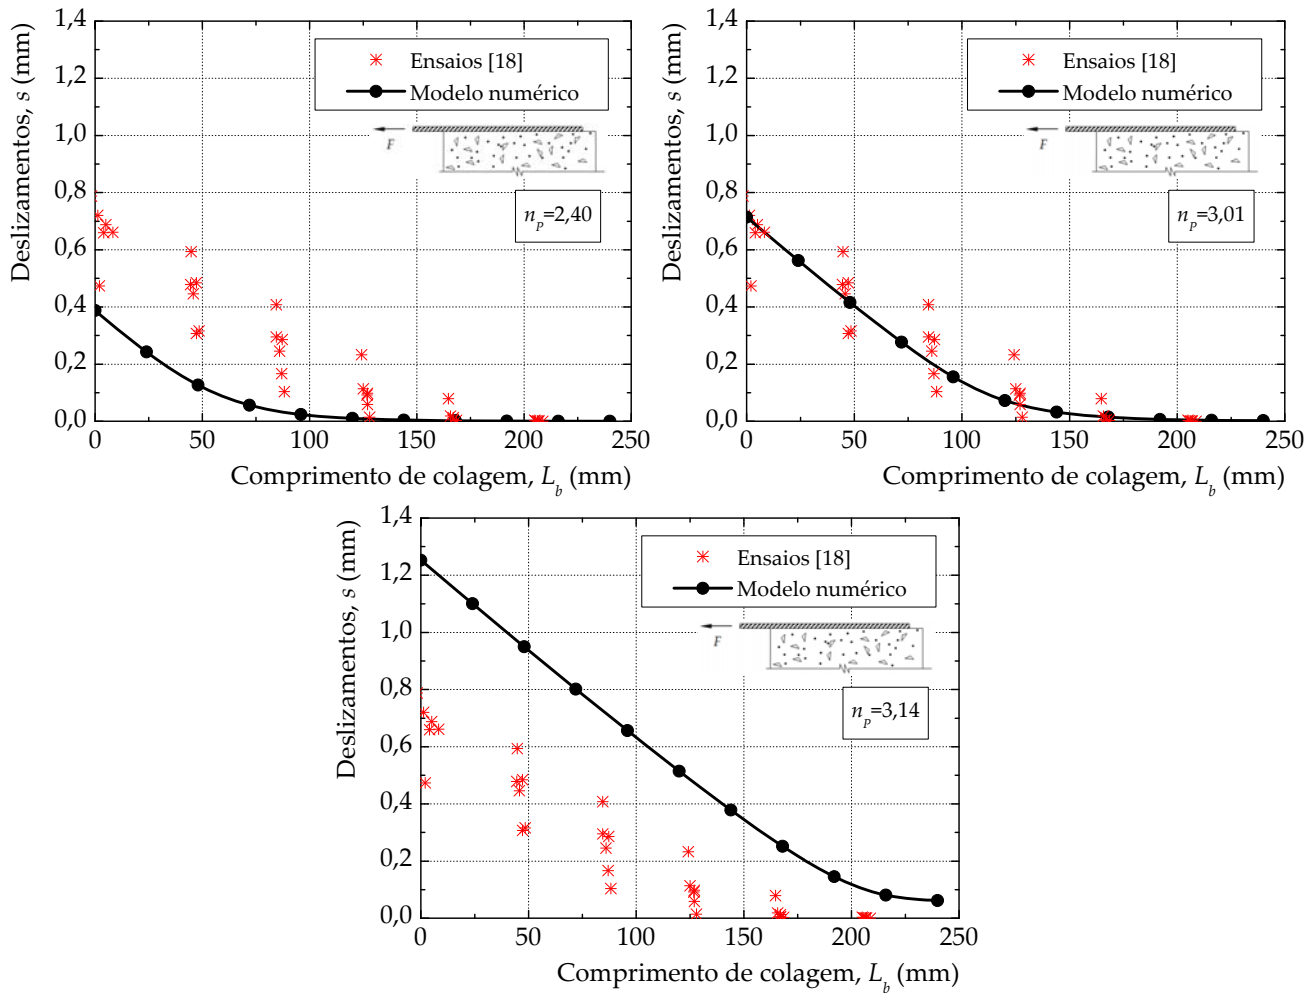 1,4
1,2
1,0
0,8
0,6
0,4
0,2
0,0
Deslizamentos, s (mm)
Ensaios [18]
Modelo numérico
F
n_P=2,40
0 50 100 150 200 250
Comprimento de colagem, L_b (mm)
1,4
1,2
1,0
0,8
0,6
0,4
0,2
0,0
Deslizamentos, s (mm)
Ensaios [18]
Modelo numérico
F
n_P=3,01
0 50 100 150 200 250
Comprimento de colagem, L_b (mm)
1,4
1,2
1,0
0,8
0,6
0,4
0,2
0,0
Deslizamentos, s (mm)
Ensaios [18]
Modelo numérico
F
n_P=3,14
0 50 100 150 200 250
Comprimento de colagem, L_b (mm)